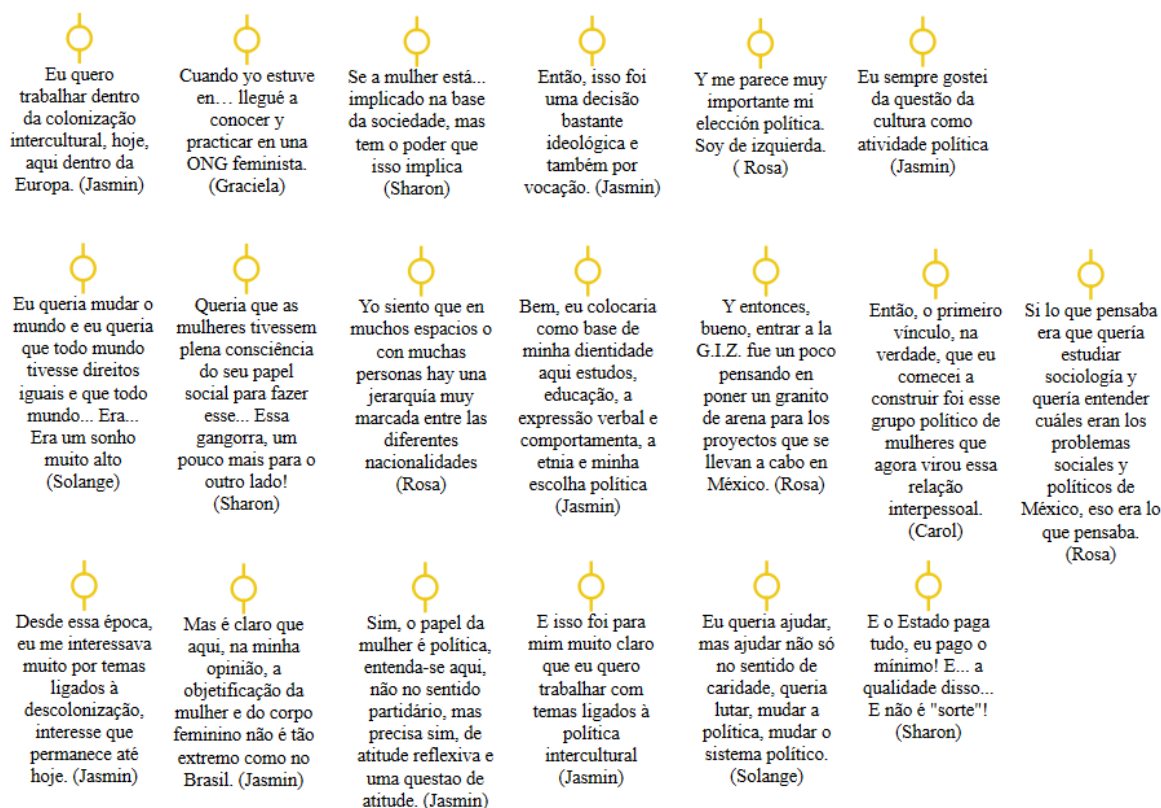 Eu quero
trabalhar dentro
da colonização
intercultural, hoje,
aqui dentro da
Europa. (Jasmin)
Cuando yo estuve
en… llegué a
conocer y
practicar en una
ONG feminista.
(Graciela)
Se a mulher está...
implicado na base
da sociedade, mas
tem o poder que
isso implica
(Sharon)
Então, isso foi
uma decisão
bastante
ideológica e
também por
vocação. (Jasmin)
Y me parece muy
importante mi
elección política.
Soy de izquierda.
( Rosa)
Eu sempre gostei
da questão da
cultura como
atividade política
(Jasmin)
Eu queria mudar o
mundo e eu queria
que todo mundo
tivesse direitos
iguais e que todo
mundo... Era...
Era um sonho
muito alto
(Solange)
Queria que as
mulheres tivessem
plena consciência
do seu papel
social para fazer
esse... Essa
gangorra, um
pouco mais para o
outro lado!
(Sharon)
Yo siento que en
muchos espacios o
con muchas
personas hay una
jerarquía muy
marcada entre las
diferentes
nacionalidades
(Rosa)
Bem, eu colocaria
como base de
minha dientidade
aqui estudos,
educação, a
expressão verbal e
comportamenta, a
etnia e minha
escolha política
(Jasmin)
Y entonces,
bueno, entrar a la
G.I.Z. fue un poco
pensando en
poner un granito
de arena para los
proyectos que se
llevan a cabo en
México. (Rosa)
Então, o primeiro
vínculo, na
verdade, que eu
comecei a
construir foi esse
grupo político de
mulheres que
agora virou essa
relação
interpessoal.
(Carol)
Sí lo que pensaba
era que quería
estudiar
sociología y
quería entender
cuáles eran los
problemas
sociales y
políticos de
México, eso era lo
que pensaba.
(Rosa)
Desde essa época,
eu me interessava
muito por temas
ligados à
descolonização,
interesse que
permanece até
hoje. (Jasmin)
Mas é claro que
aqui, na minha
opinião, a
objetificação da
mulher e do corpo
feminino não é tão
extremo como no
Brasil. (Jasmin)
Sim, o papel da
mulher é política,
entenda-se aqui,
não no sentido
partidário, mas
precisa sim, de
atitude reflexiva e
uma questao de
atitude. (Jasmin)
E isso foi para
mim muito claro
que eu quero
trabalhar com
temas ligados à
política
intercultural
(Jasmin)
Eu queria ajudar,
mas ajudar não só
no sentido de
caridade, queria
lutar, mudar a
política, mudar o
sistema político.
(Solange)
E o Estado paga
tudo, eu pago o
mínimo! E... a
qualidade disso...
E não é "sorte"!
(Sharon)